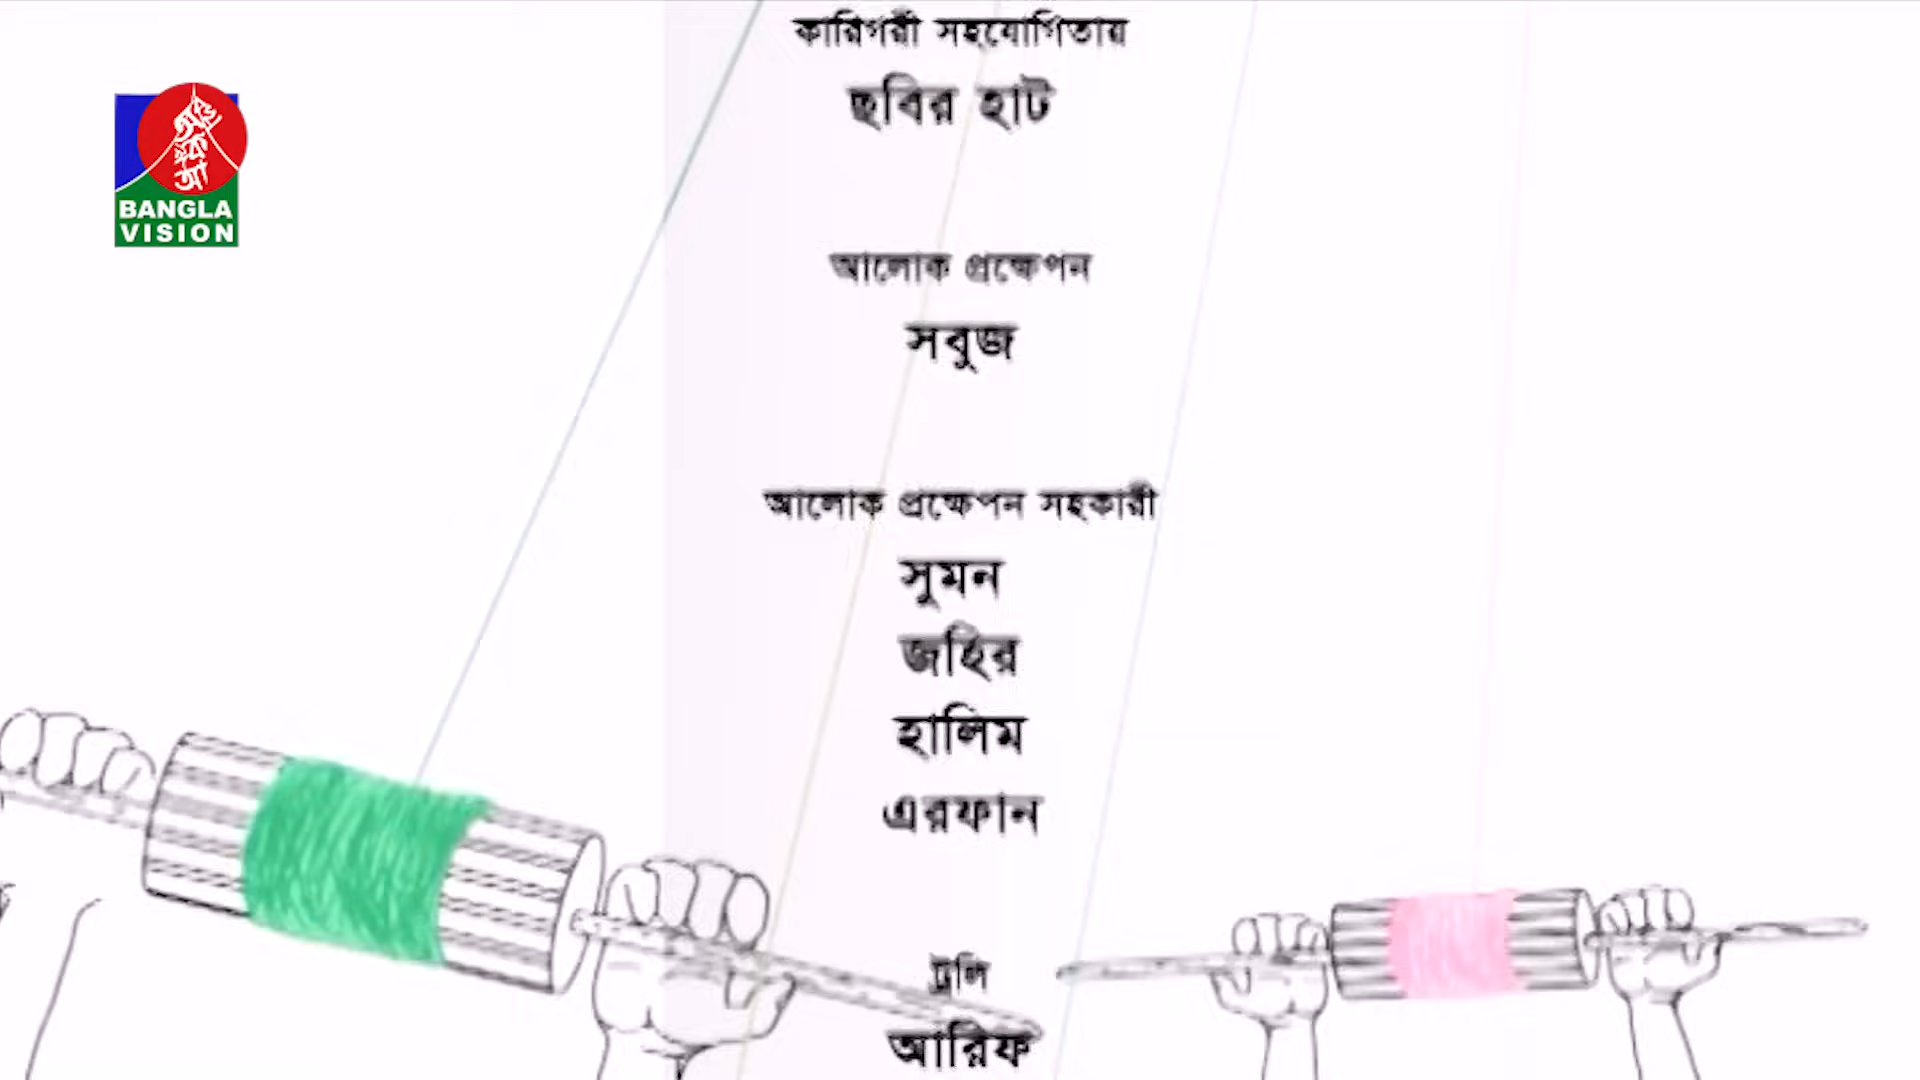 কারিগরী সহযোগিতায়
ছবির হাট
BANGLA
VISION
আলোক প্রক্ষেপন
সবুজ
আলোক প্রক্ষেপন সহকারী
সুমন
জহির
হালিম
এরফান
ট্রলি
আরিফ